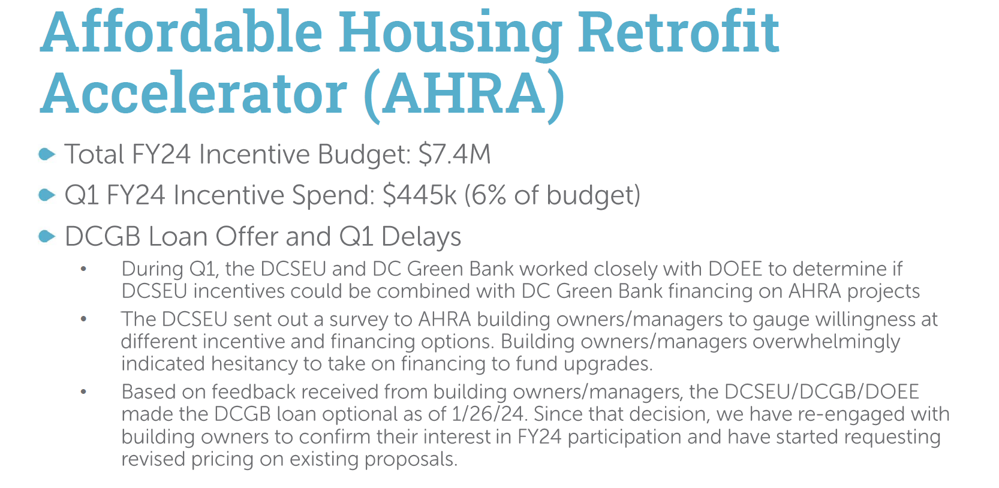 Affordable Housing Retrofit
Accelerator (AHRA)
Total FY24 Incentive Budget: $7.4M
Q1 FY24 Incentive Spend: $445k (6% of budget)
DCGB Loan Offer and Q1 Delays
• During Q1, the DCSEU and DC Green Bank worked closely with DOEE to determine if
DCSEU incentives could be combined with DC Green Bank financing on AHRA projects
• The DCSEU sent out a survey to AHRA building owners/managers to gauge willingness at
different incentive and financing options. Building owners/managers overwhelmingly
indicated hesitancy to take on financing to fund upgrades.
• Based on feedback received from building owners/managers, the DCSEU/DCGB/DOEE
made the DCGB loan optional as of 1/26/24. Since that decision, we have re-engaged with
building owners to confirm their interest in FY24 participation and have started requesting
revised pricing on existing proposals.